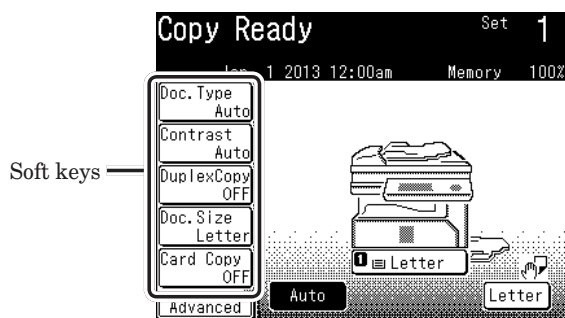 Copy Ready Set 1
Jan 1 2013 12:00am Memory 100%
Doc.Type
Auto
Contrast
Auto
DuplexCopy
OFF
Doc.Size
Letter
Card Copy
OFF
Advanced
Soft keys
1 Letter
Auto
Letter